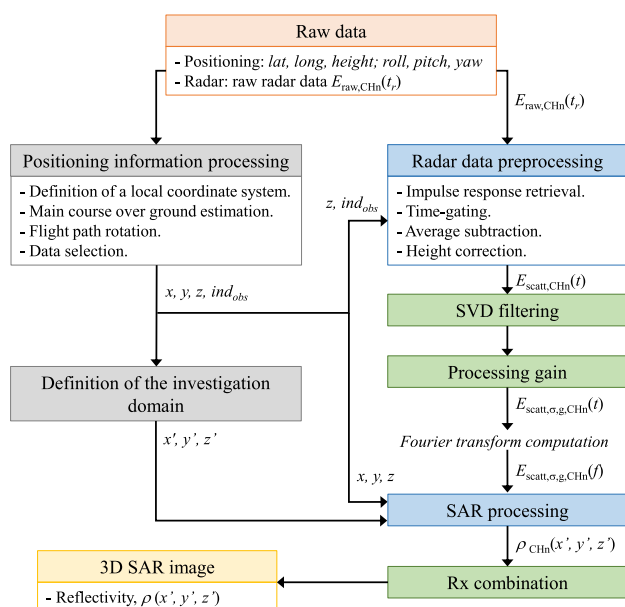 Raw data
- Positioning: lat, long, height; roll, pitch, yaw
- Radar: raw radar data E_raw,CHn(t_r)
E_raw,CHn(t_r)
Positioning information processing
- Definition of a local coordinate system.
- Main course over ground estimation.
- Flight path rotation.
- Data selection.
Radar data preprocessing
- Impulse response retrieval.
- Time-gating.
- Average subtraction.
- Height correction.
z, ind_obs
x, y, z, ind_obs
E_scatt,CHn(t)
SVD filtering
Processing gain
Definition of the investigation
domain
E_scatt,σ,g,CHn(t)
Fourier transform computation
x', y', z'
E_scatt,σ,g,CHn(f)
x, y, z
SAR processing
ρ_CHn(x', y', z')
3D SAR image
- Reflectivity, ρ (x', y', z')
Rx combination